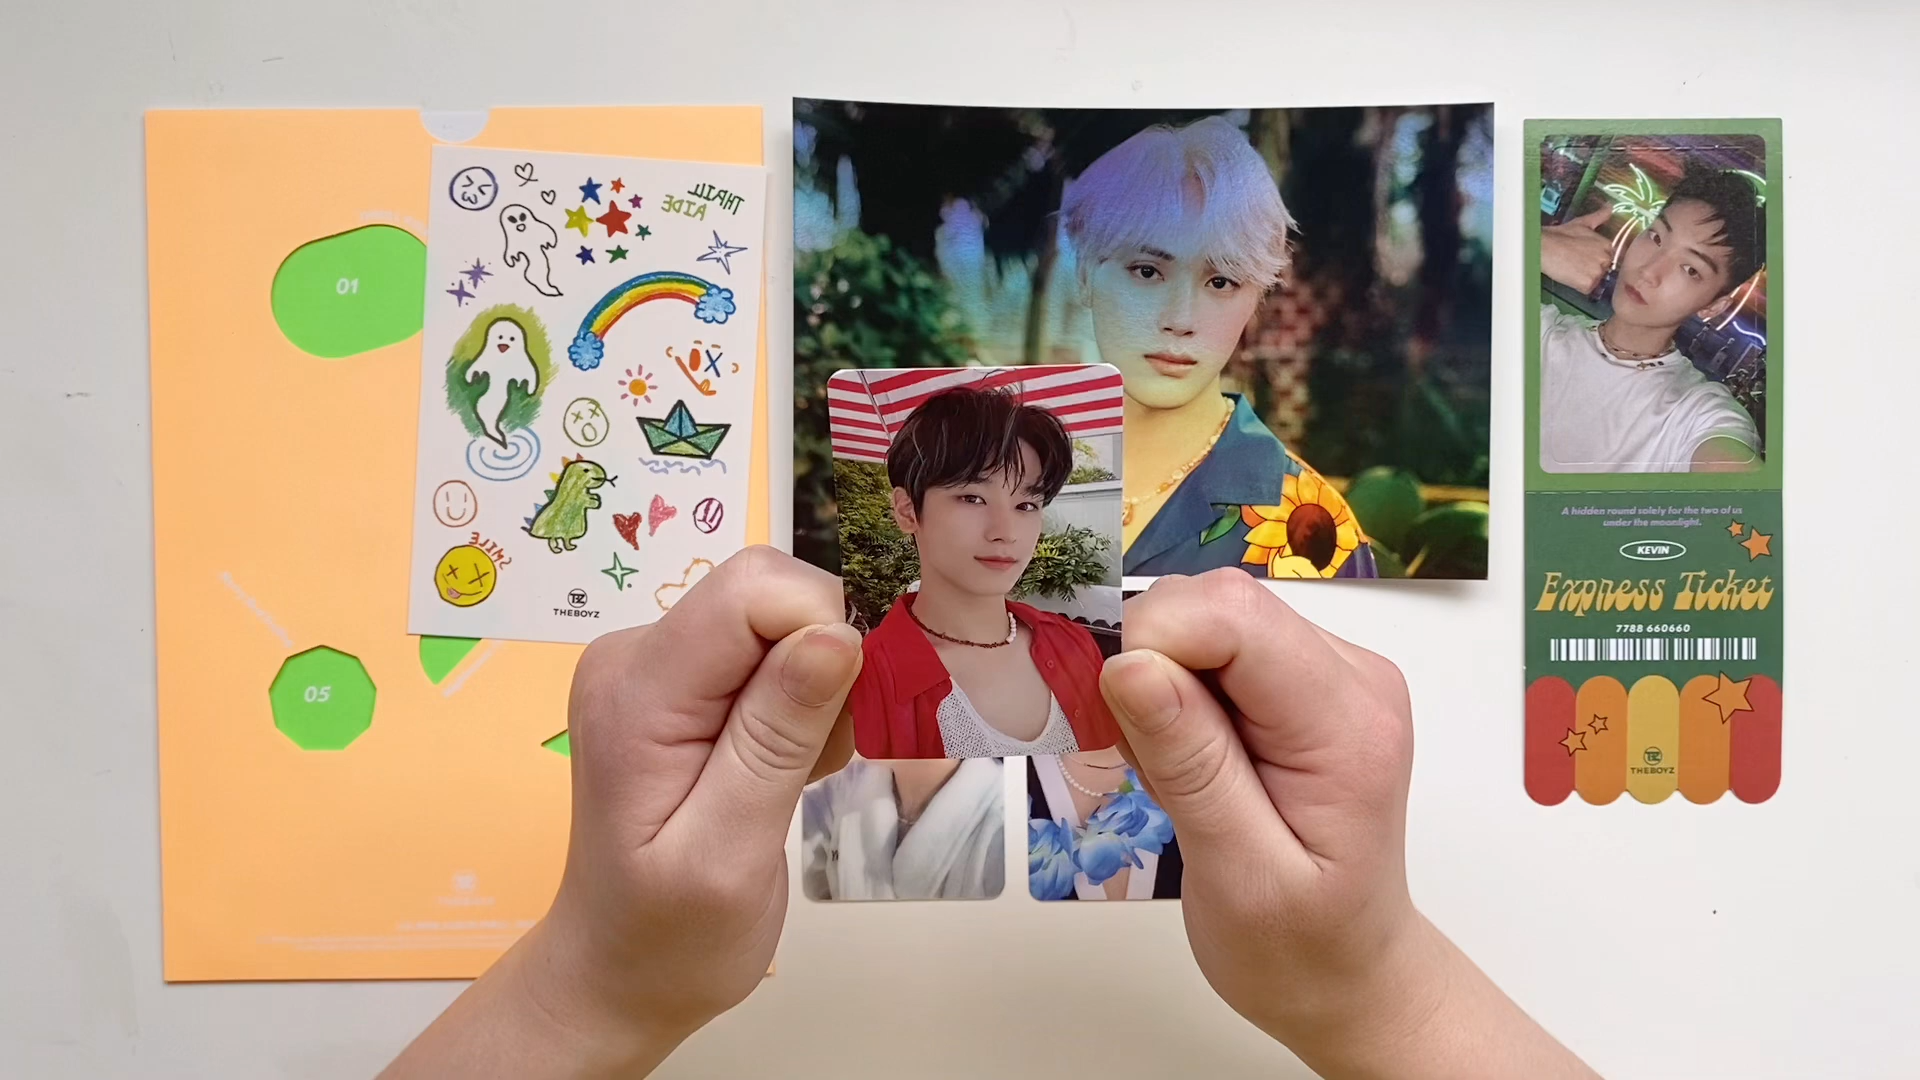 01
05
THRILL
RIDE
SMILE
THEBOYZ
A hidden round solely for the two of us
under the moonlight.
KEVIN
Express Ticket
7788 660660
THEBOYZ